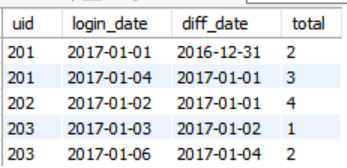 uid login_date diff_date total
201 2017-01-01 2016-12-31 2
201 2017-01-04 2017-01-01 3
202 2017-01-02 2017-01-01 4
203 2017-01-03 2017-01-02 1
203 2017-01-06 2017-01-04 2